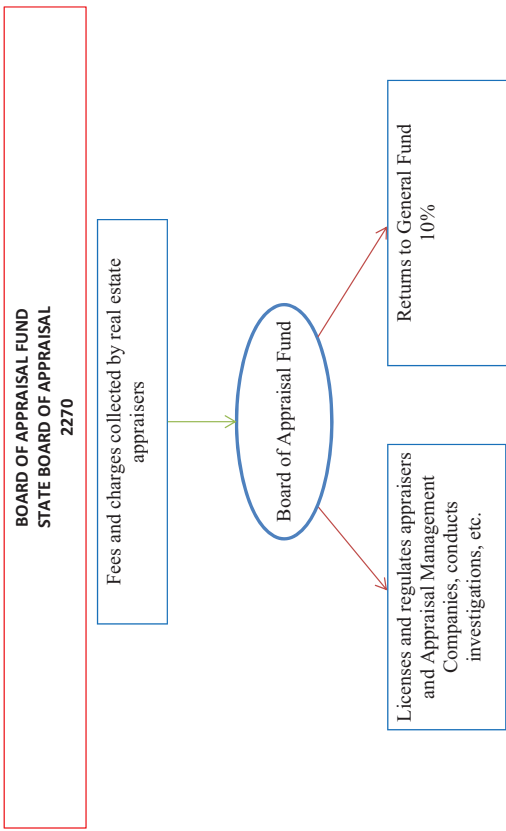 BOARD OF APPRAISAL FUND
STATE BOARD OF APPRAISAL
2270
Fees and charges collected by real estate
appraisers
Board of Appraisal Fund
Licenses and regulates appraisers
and Appraisal Management
Companies, conducts
investigations, etc.
Returns to General Fund
10%